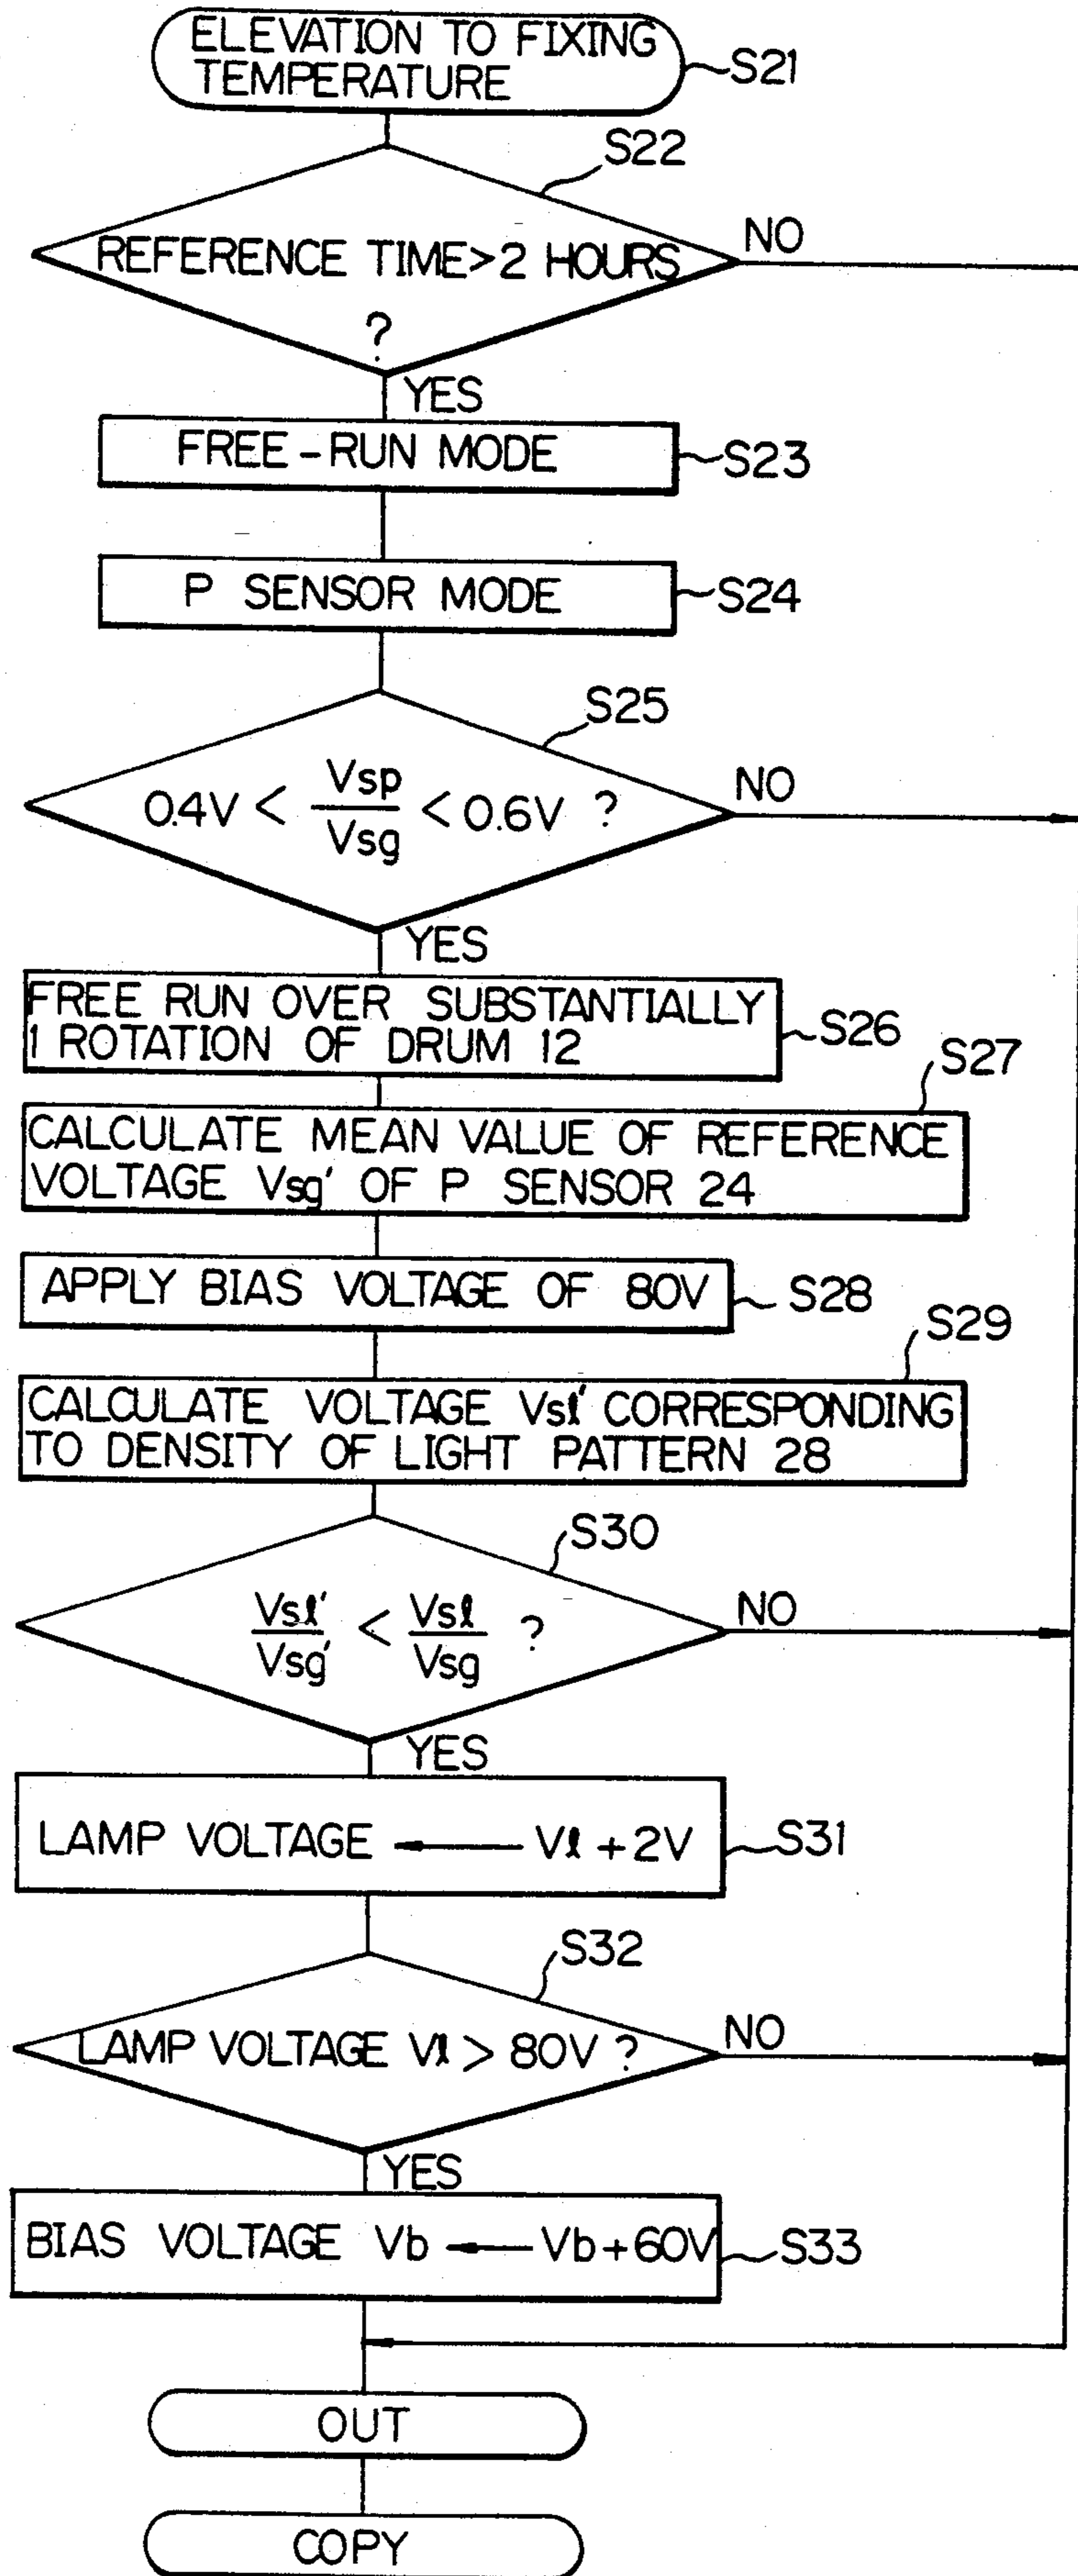 ELEVATION TO FIXING
TEMPERATURE
S21
S22
REFERENCE TIME>2 HOURS
?
NO
YES
FREE-RUN MODE
S23
P SENSOR MODE
S24
S25
0.4V < Vsp/Vsg < 0.6V ?
NO
YES
FREE RUN OVER SUBSTANTIALLY
1 ROTATION OF DRUM 12
S26
S27
CALCULATE MEAN VALUE OF REFERENCE
VOLTAGE Vsg' OF P SENSOR 24
APPLY BIAS VOLTAGE OF 80V
S28
S29
CALCULATE VOLTAGE Vsl' CORRESPONDING
TO DENSITY OF LIGHT PATTERN 28
S30
Vsl'/Vsg' < Vsl/Vsg ?
NO
YES
LAMP VOLTAGE ← Vl+2V
S31
S32
LAMP VOLTAGE Vl > 80V ?
NO
YES
BIAS VOLTAGE Vb ← Vb+60V
S33
OUT
COPY